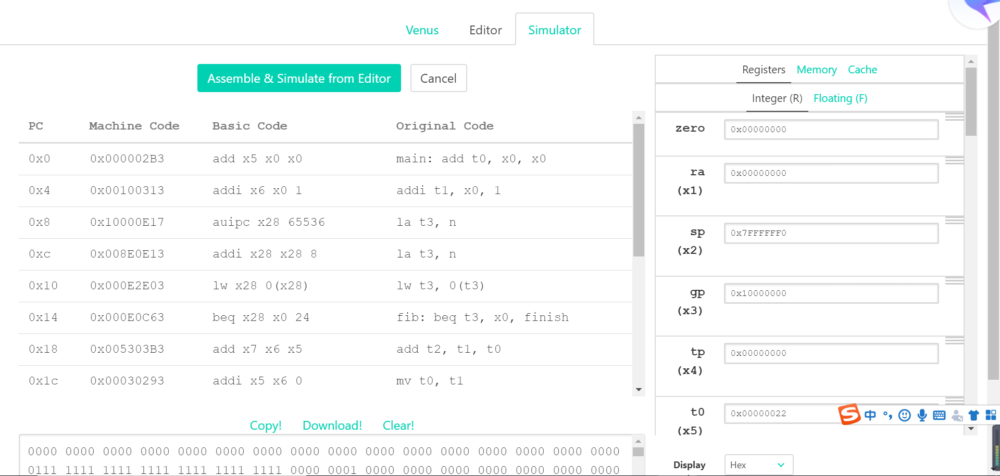 Venus Editor Simulator
Assemble & Simulate from Editor Cancel
PC Machine Code Basic Code Original Code
0x0 0x000002B3 add x5 x0 x0 main: add t0, x0, x0
0x4 0x00100313 addi x6 x0 1 addi t1, x0, 1
0x8 0x10000E17 auipc x28 65536 la t3, n
0xc 0x008E0E13 addi x28 x28 8 la t3, n
0x10 0x000E2E03 lw x28 0(x28) lw t3, 0(t3)
0x14 0x000E0C63 beq x28 x0 24 fib: beq t3, x0, finish
0x18 0x005303B3 add x7 x6 x5 add t2, t1, t0
0x1c 0x00030293 addi x5 x6 0 mv t0, t1
Copy! Download! Clear!
0000 0000 0000 0000 0000 0000 0000 0000 0000 0000 0000 0000 0000 0000 0000 0000
0111 1111 1111 1111 1111 1111 1111 0000 0001 0000 0000 0000 0000 0000 0000 0000
Registers Memory Cache
Integer (R) Floating (F)
zero 0x00000000
ra (x1) 0x00000000
sp (x2) 0x7FFFFFF0
gp (x3) 0x10000000
tp (x4) 0x00000000
t0 (x5) 0x00000022
S 中
Display Hex